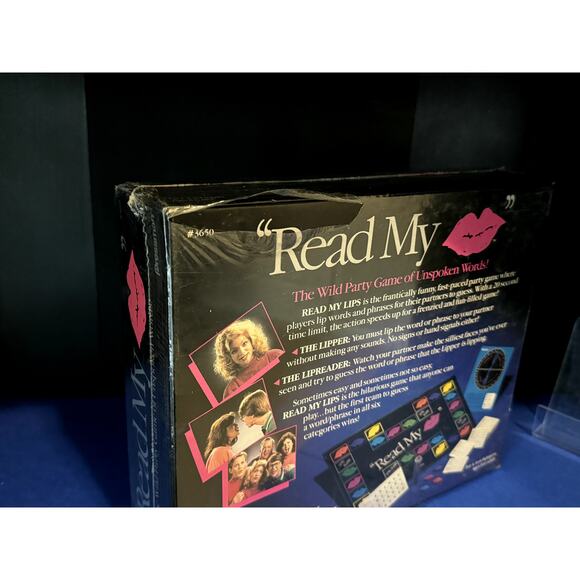 #3650
“Read My ”
The Wild Party Game of Unspoken Words!
READ MY LIPS is the frantically funny, fast-paced party game where
players lip words and phrases for their partners to guess. With a 20 second
time limit, the action speeds up for a frenzied and fun-filled game!
THE LIPPER: You must lip the word or phrase to your partner
without making any sounds. No signs or hand signals either!
THE LIPREADER: Watch your partner make the silliest faces you've ever
seen and try to guess the word or phrase that the Lipper is lipping.
Sometimes easy and sometimes not so easy,
READ MY LIPS is the hilarious game that anyone can
play...but the first team to guess
a word/phrase in all six
categories wins!
"Read My
"Read My